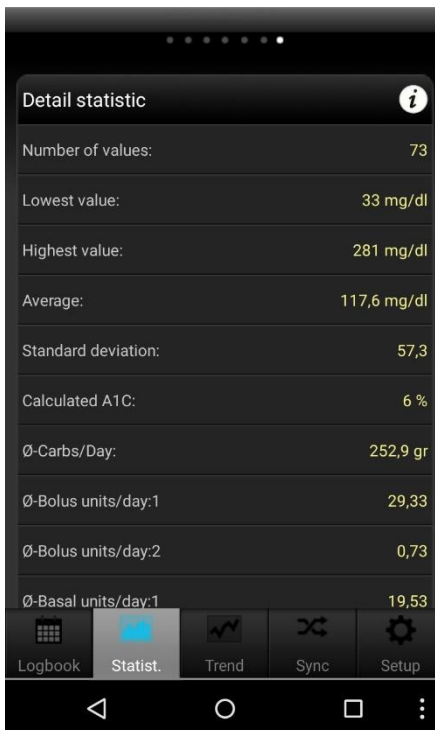 Detail statistic
Number of values: 73
Lowest value: 33 mg/dl
Highest value: 281 mg/dl
Average: 117,6 mg/dl
Standard deviation: 57,3
Calculated A1C: 6 %
Ø-Carbs/Day: 252,9 gr
Ø-Bolus units/day:1 29,33
Ø-Bolus units/day:2 0,73
Ø-Basal units/day:1 19,53
Logbook Statist. Trend Sync Setup